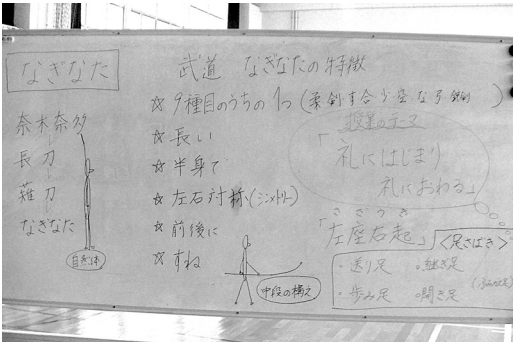 なぎなた
武道 なぎなたの特徴
奈木奈多
長刀
薙刀
なぎなた
自然体
☆9種目のうちの1つ(柔剣すも合少空な弓銃剣)
☆長い
☆半身で
☆左右対称(シンメトリー)
☆前後に
☆すね
中段の構え
授業のテーマ
「礼にはじまり
礼におわる」
さざうき
「左座右起」
<足さばき>
・送り足 ◦継ぎ足
・歩み足 ◦開き足